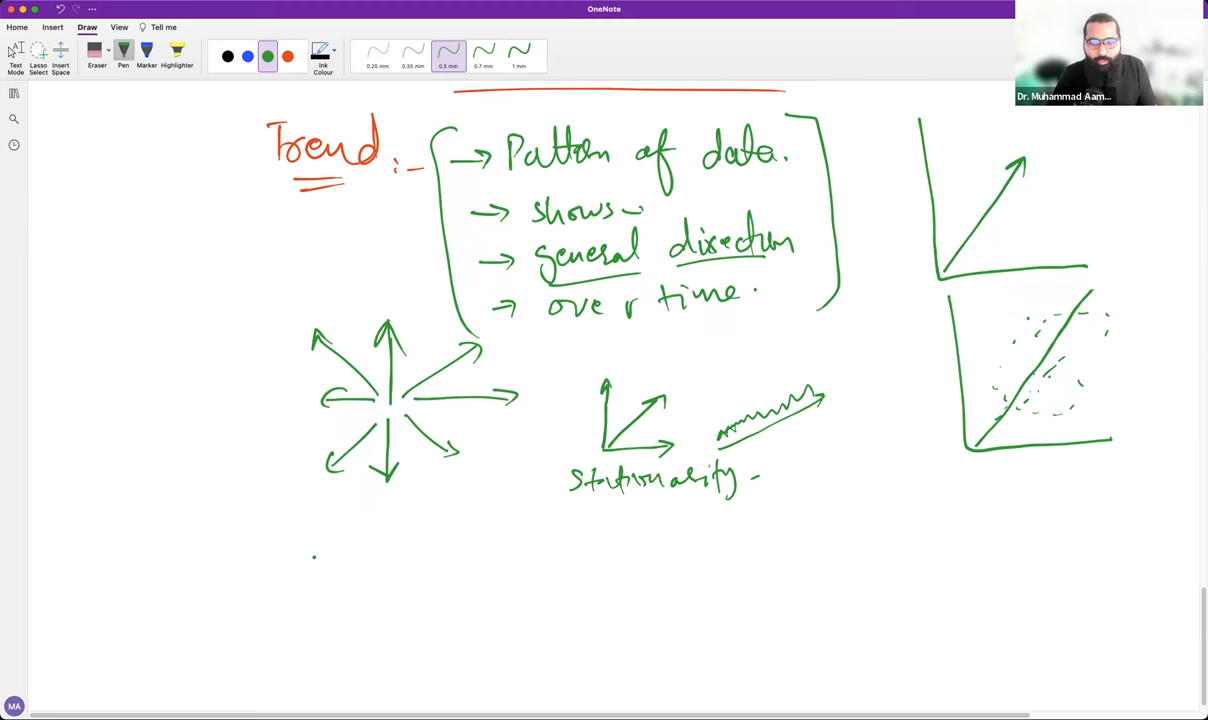 OneNote
Home Insert Draw View Tell me
Text Mode
Lasso Select
Insert Space
Eraser
Pen
Marker
Highlighter
Ink Colour
0.25 mm
0.35 mm
0.5 mm
0.7 mm
1 mm
Dr. Muhammad Aam...
Trend :-
→ Pattern of data.
→ shows -
→ general direction
→ over time.
Stationarity -
MA